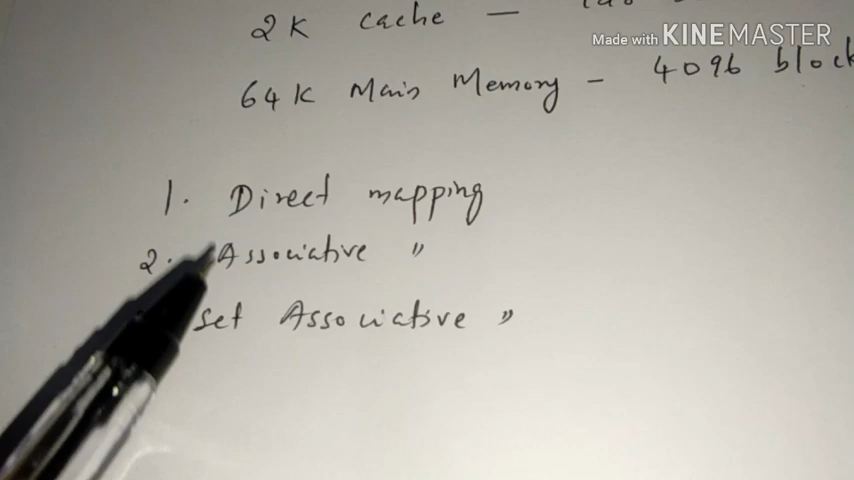 2K cache —
Made with KINEMASTER
64K Main Memory - 4096 block
1. Direct mapping
2. Associative "
set Associative "